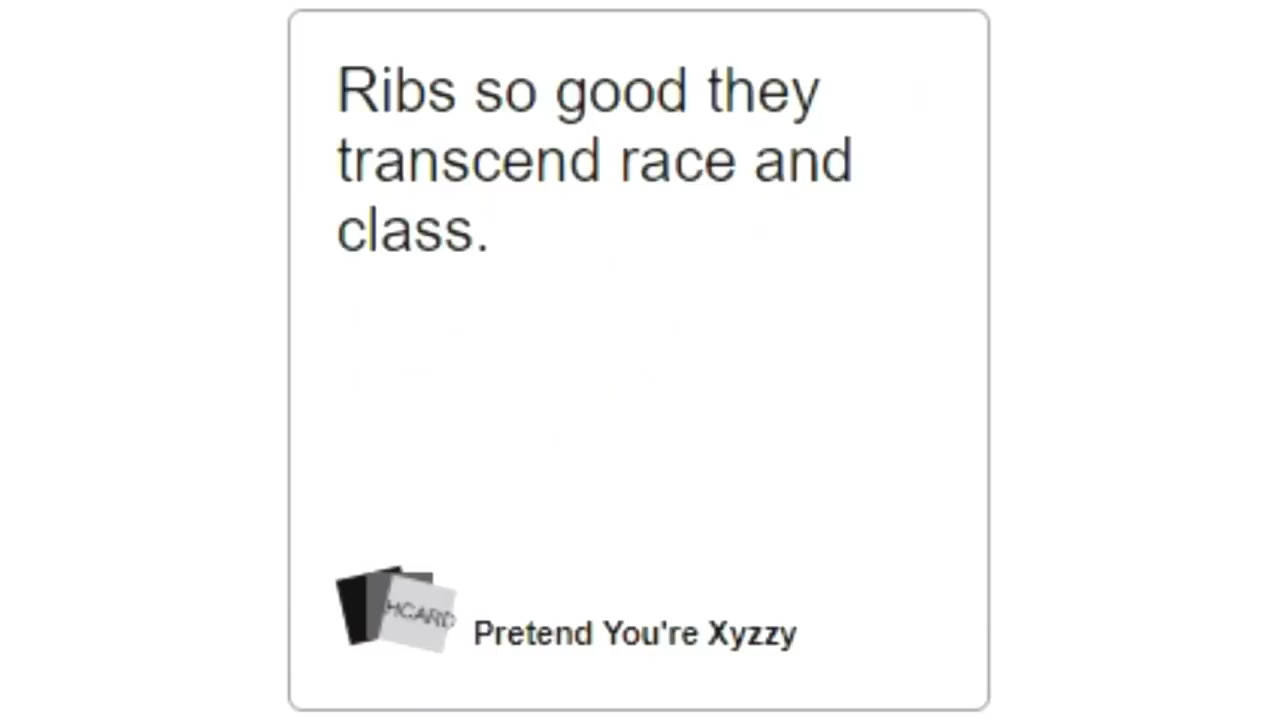 Ribs so good they
transcend race and
class.
HCARD
Pretend You're Xyzzy